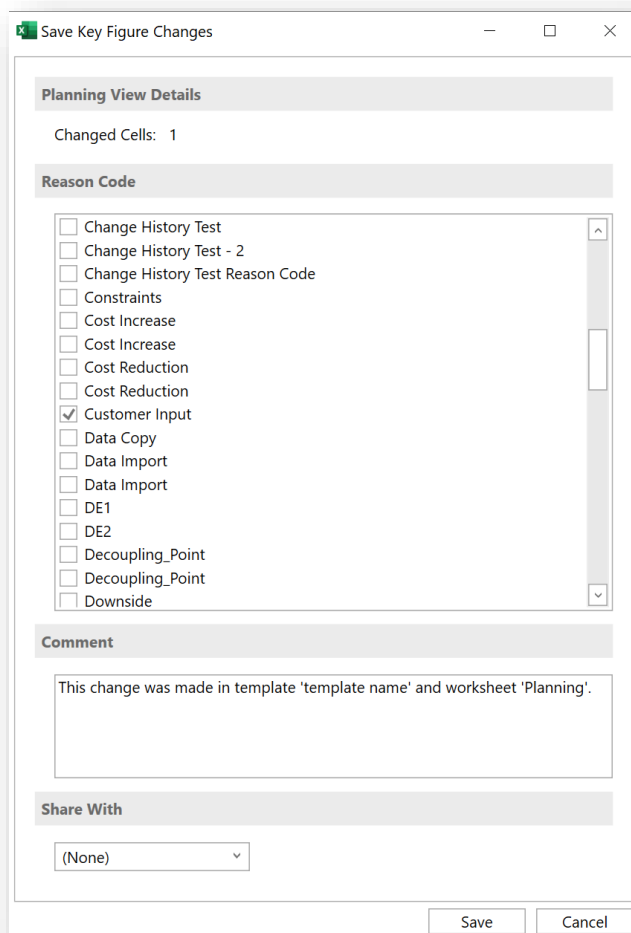 Save Key Figure Changes
Planning View Details
Changed Cells: 1
Reason Code
Change History Test
Change History Test - 2
Change History Test Reason Code
Constraints
Cost Increase
Cost Increase
Cost Reduction
Cost Reduction
Customer Input
Data Copy
Data Import
Data Import
DE1
DE2
Decoupling_Point
Decoupling_Point
Downside
Comment
This change was made in template 'template name' and worksheet 'Planning'.
Share With
(None)
Save Cancel